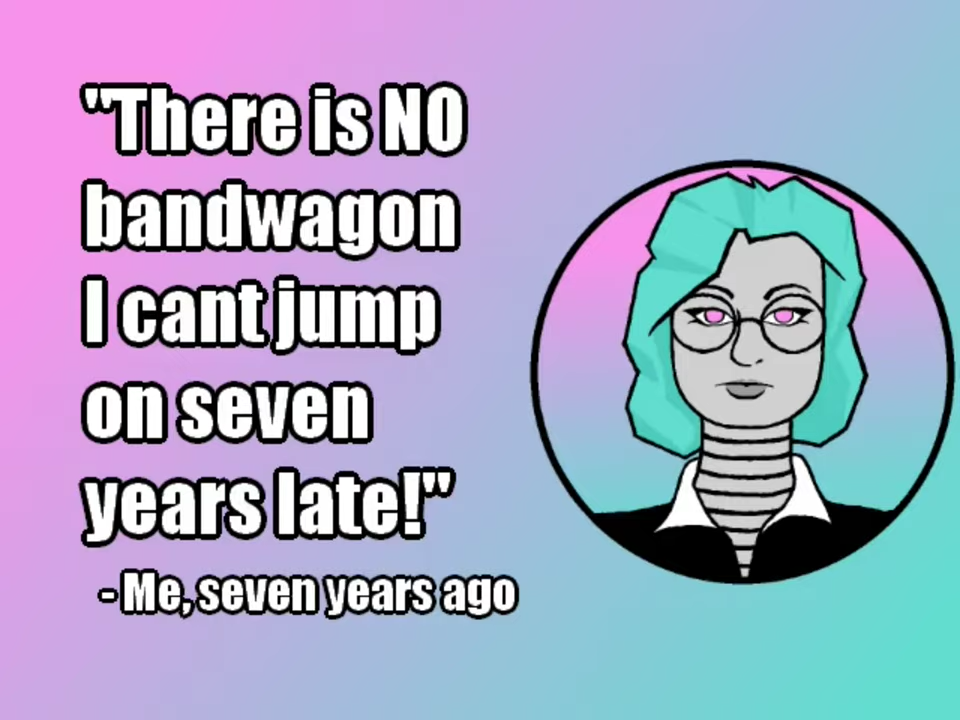 "There is NO
bandwagon
I cant jump
on seven
years late!"
- Me, seven years ago